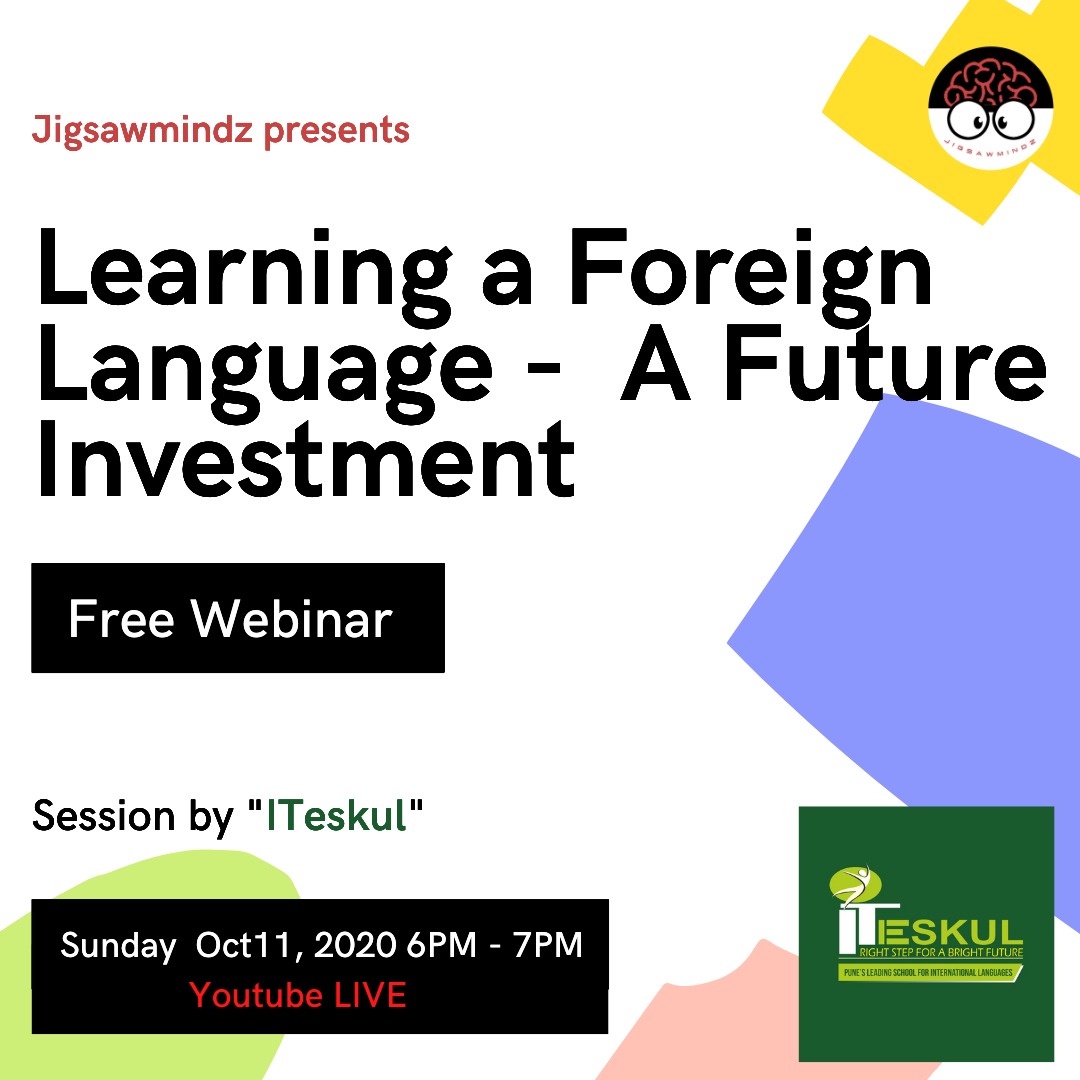 Jigsawmindz presents
JIGSAWMINDZ
Learning a Foreign
Language - A Future
Investment
Free Webinar
Session by "ITeskul"
Sunday Oct11, 2020 6PM - 7PM
Youtube LIVE
ITESKUL
RIGHT STEP FOR A BRIGHT FUTURE
PUNE'S LEADING SCHOOL FOR INTERNATIONAL LANGUAGES